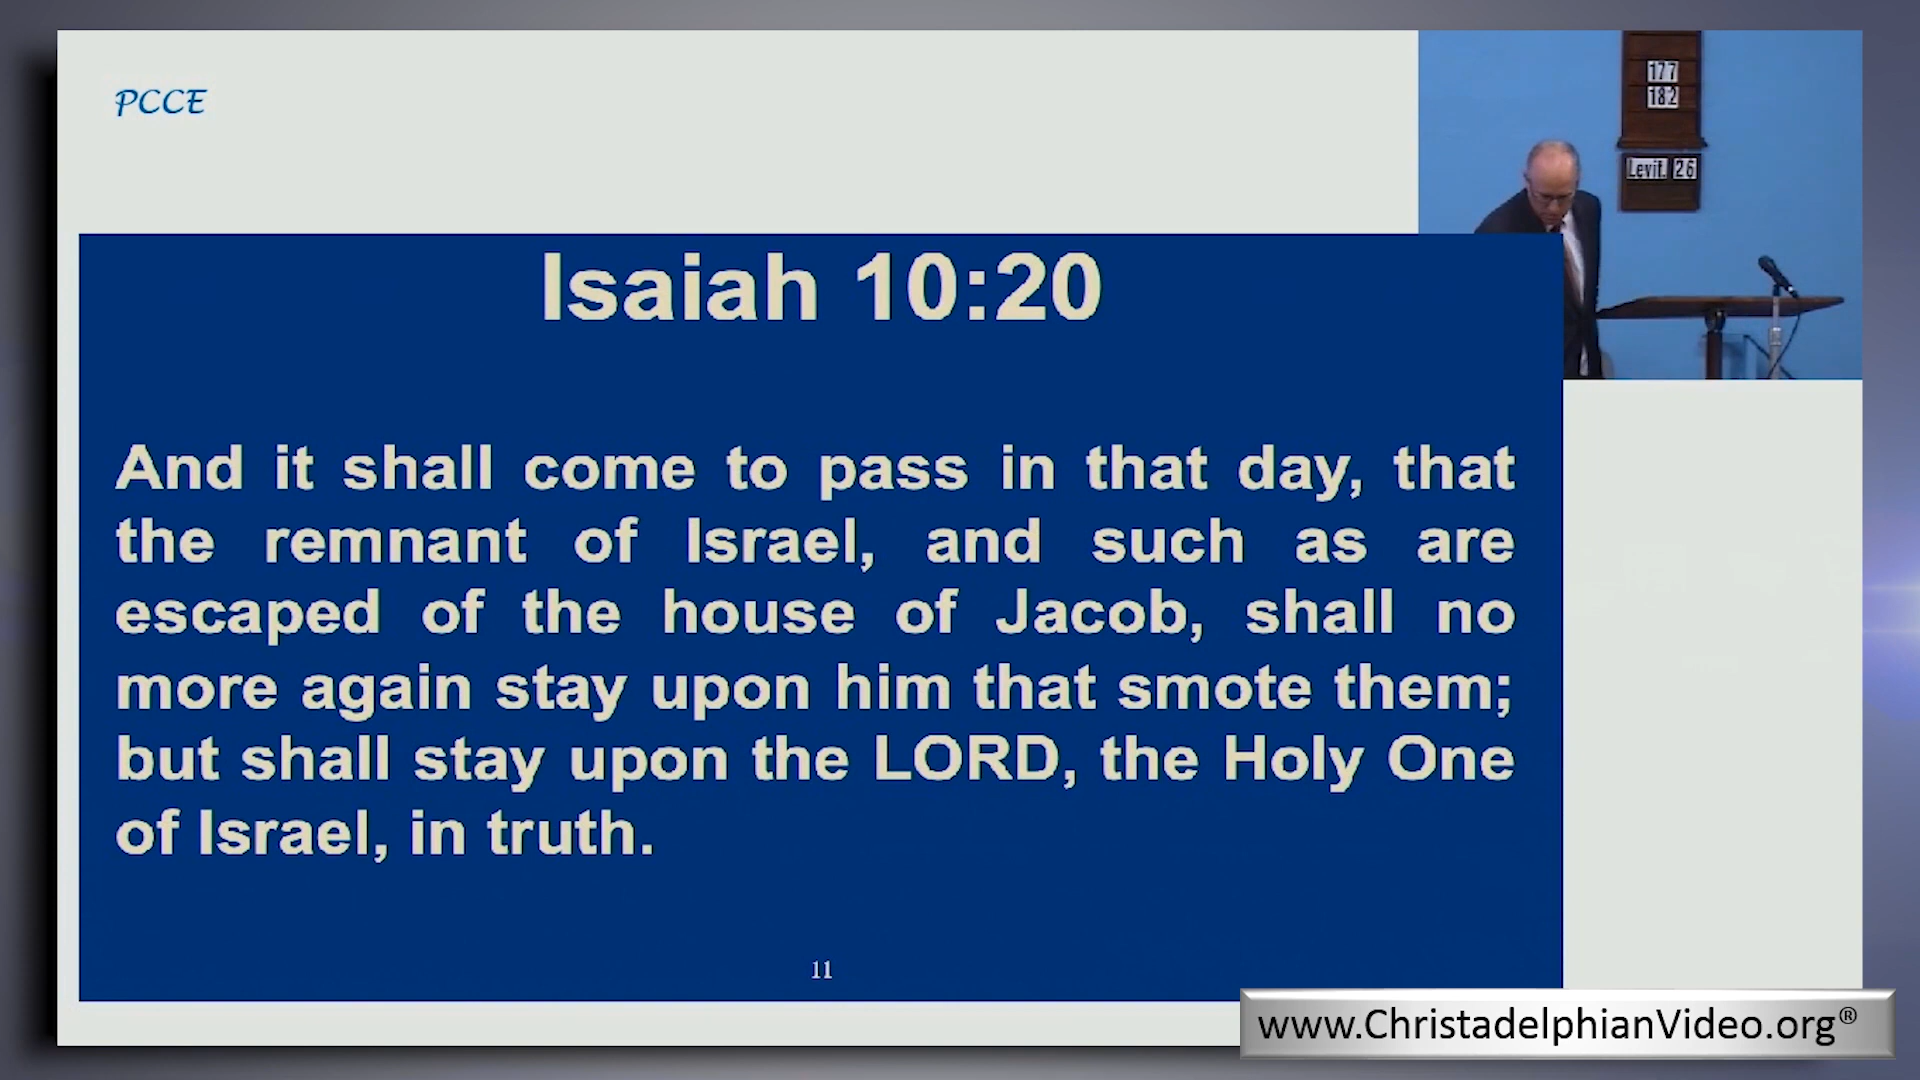 PCCE
177
182
Levit. 26
Isaiah 10:20
And it shall come to pass in that day, that
the remnant of Israel, and such as are
escaped of the house of Jacob, shall no
more again stay upon him that smote them;
but shall stay upon the LORD, the Holy One
of Israel, in truth.
11
www.ChristadelphianVideo.org®